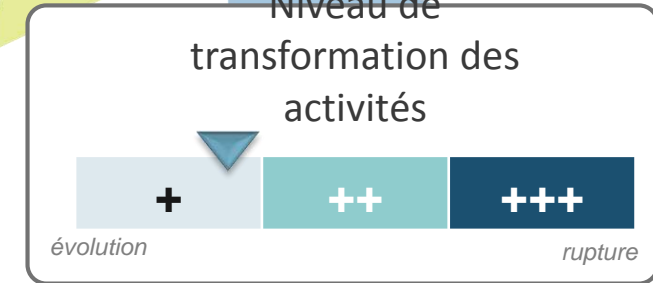 Niveau de
transformation des
activités
+ ++ +++
évolution rupture